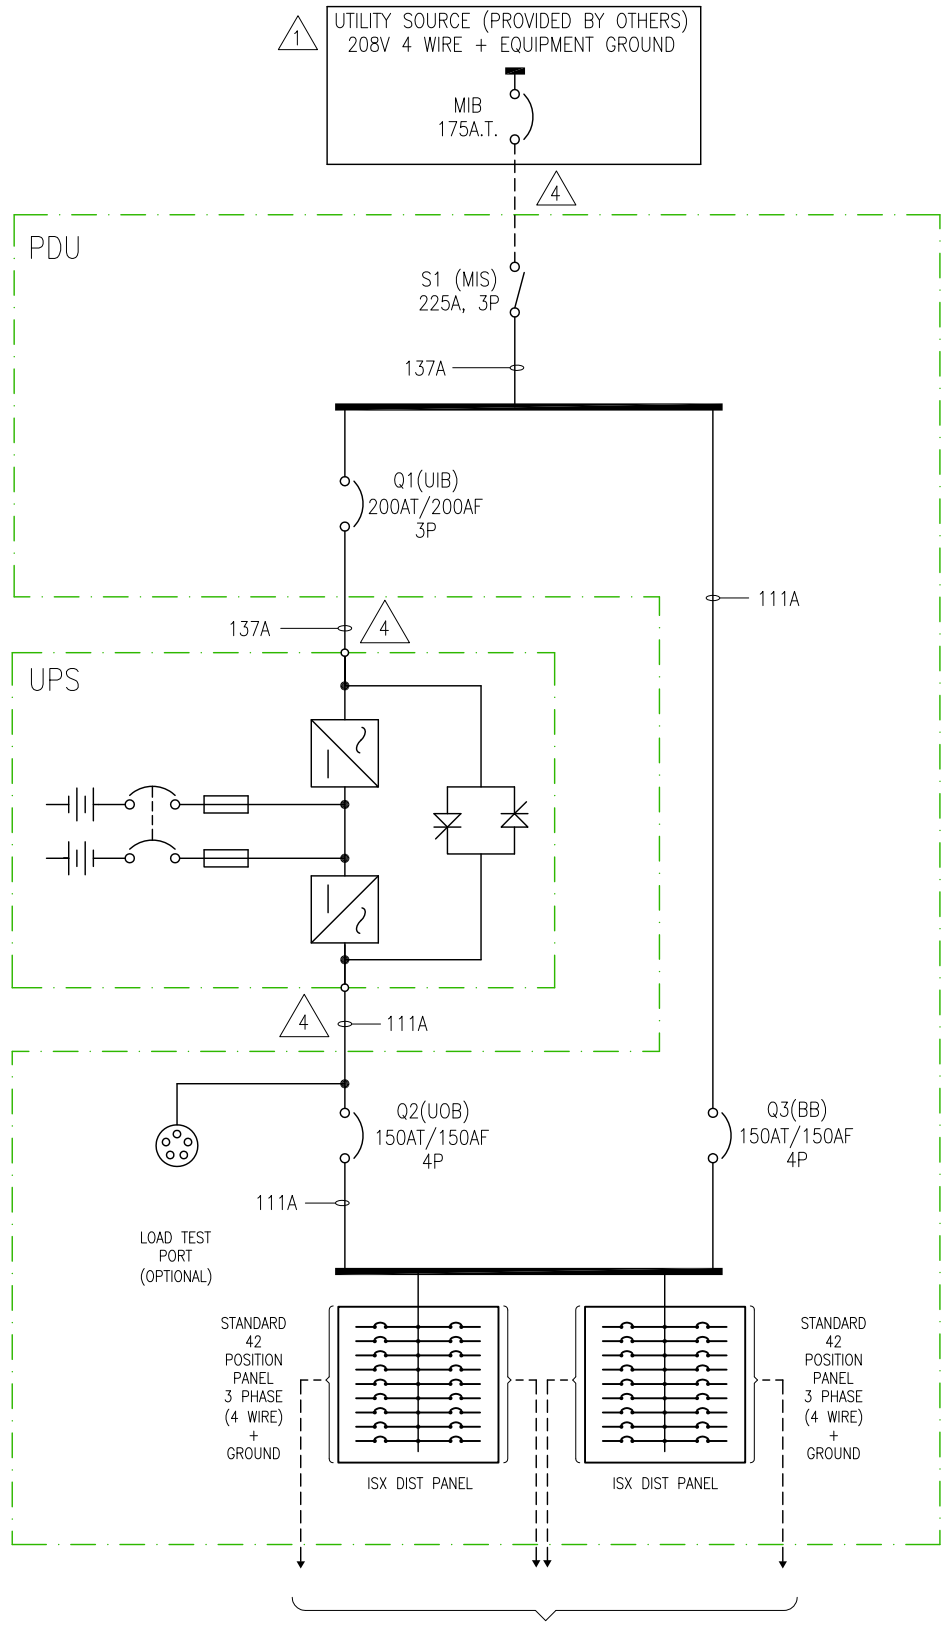 UTILITY SOURCE (PROVIDED BY OTHERS)
208V 4 WIRE + EQUIPMENT GROUND
1
MIB
175A.T.
4
PDU
S1 (MIS)
225A, 3P
137A
Q1(UIB)
200AT/200AF
3P
111A
137A
4
UPS
4
111A
Q2(UOB)
150AT/150AF
4P
Q3(BB)
150AT/150AF
4P
111A
LOAD TEST
PORT
(OPTIONAL)
STANDARD
42
POSITION
PANEL
3 PHASE
(4 WIRE)
+
GROUND
STANDARD
42
POSITION
PANEL
3 PHASE
(4 WIRE)
+
GROUND
ISX DIST PANEL
ISX DIST PANEL